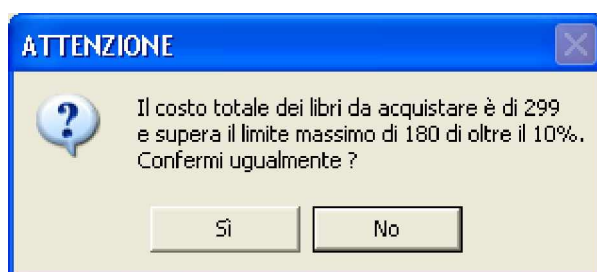 ATTENZIONE
?
Il costo totale dei libri da acquistare è di 299
e supera il limite massimo di 180 di oltre il 10%.
Confermi ugualmente ?
Sì
No